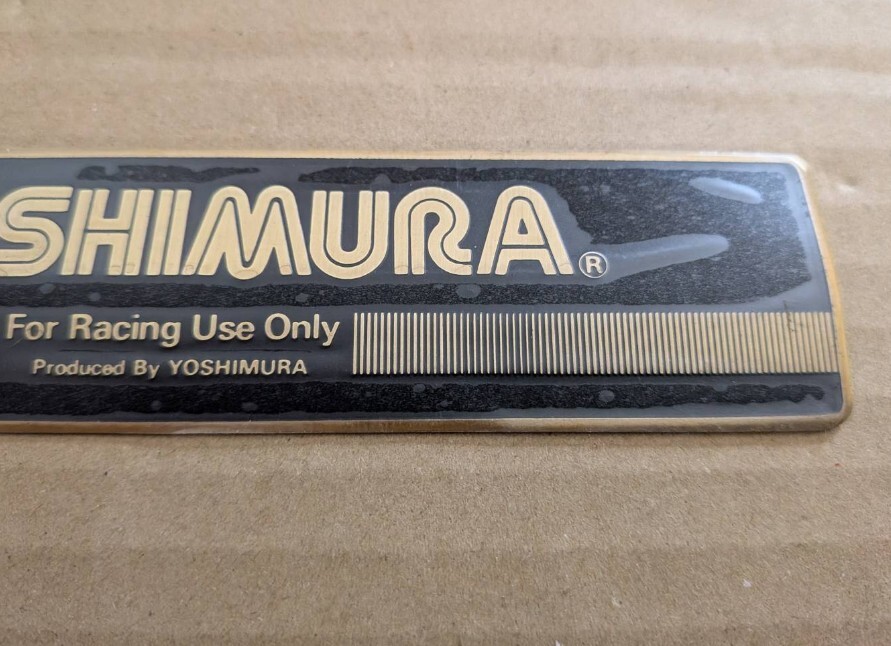 SHIMURA®
For Racing Use Only
Produced By YOSHIMURA